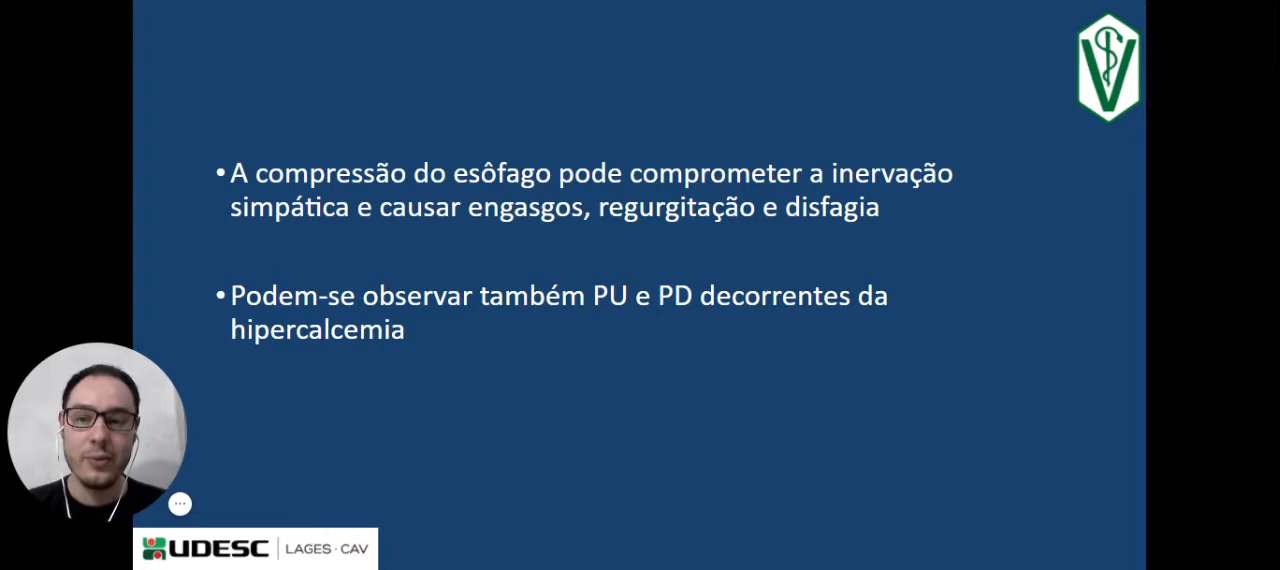 • A compressão do esôfago pode comprometer a inervação
simpática e causar engasgos, regurgitação e disfagia
• Podem-se observar também PU e PD decorrentes da
hipercalcemia
UDESC | LAGES · CAV
V